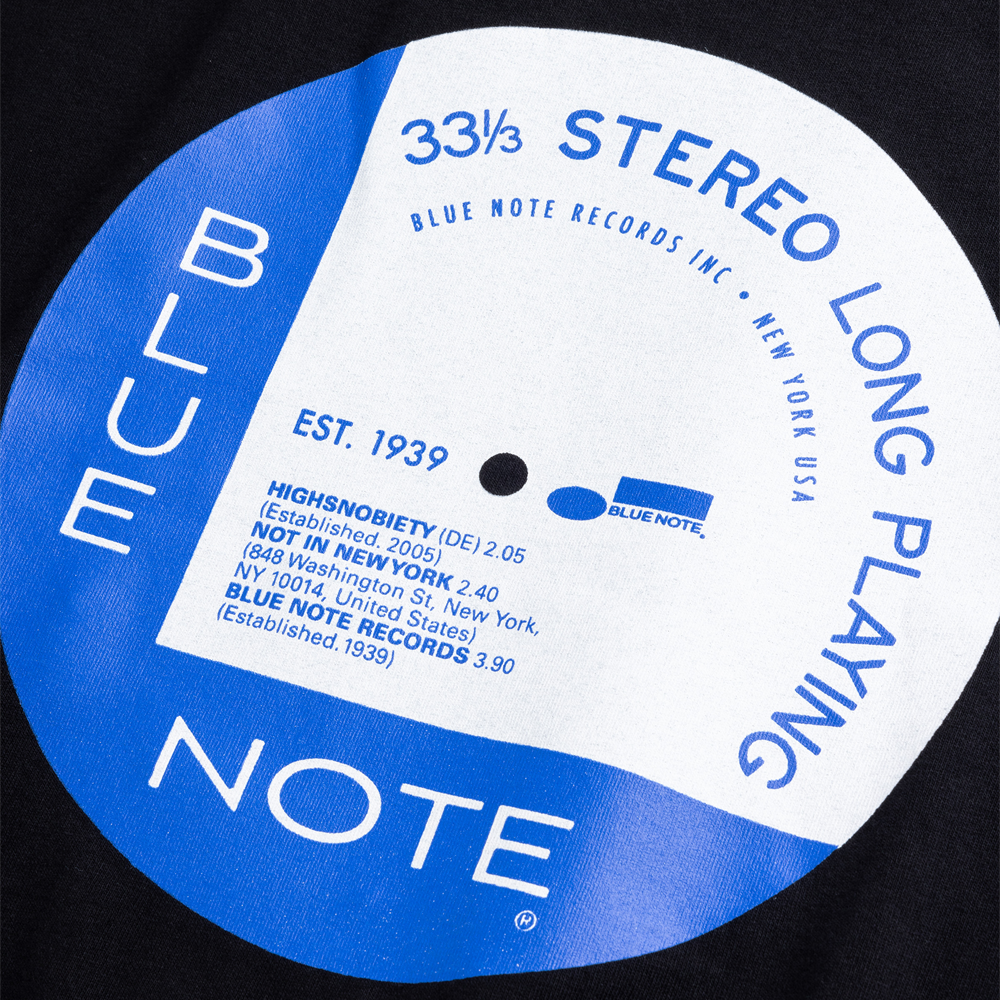 33⅓ STEREO LONG PLAYING
BLUE NOTE RECORDS INC • NEW YORK USA
BLUE
EST. 1939
BLUE NOTE.
HIGHSNOBIETY (DE) 2.05
(Established. 2005)
NOT IN NEWYORK 2.40
(848 Washington St, New York,
NY 10014, United States)
BLUE NOTE RECORDS 3.90
(Established. 1939)
NOTE
®